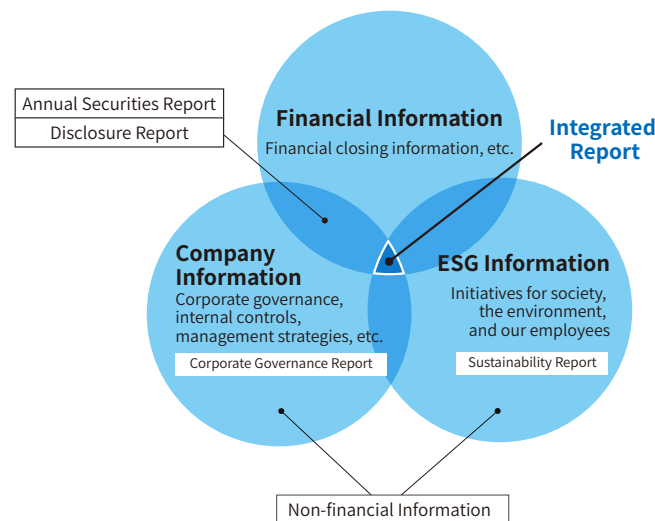 Annual Securities Report
Disclosure Report
Financial Information
Financial closing information, etc.
Integrated
Report
Company
Information
Corporate governance,
internal controls,
management strategies, etc.
Corporate Governance Report
ESG Information
Initiatives for society,
the environment,
and our employees
Sustainability Report
Non-financial Information